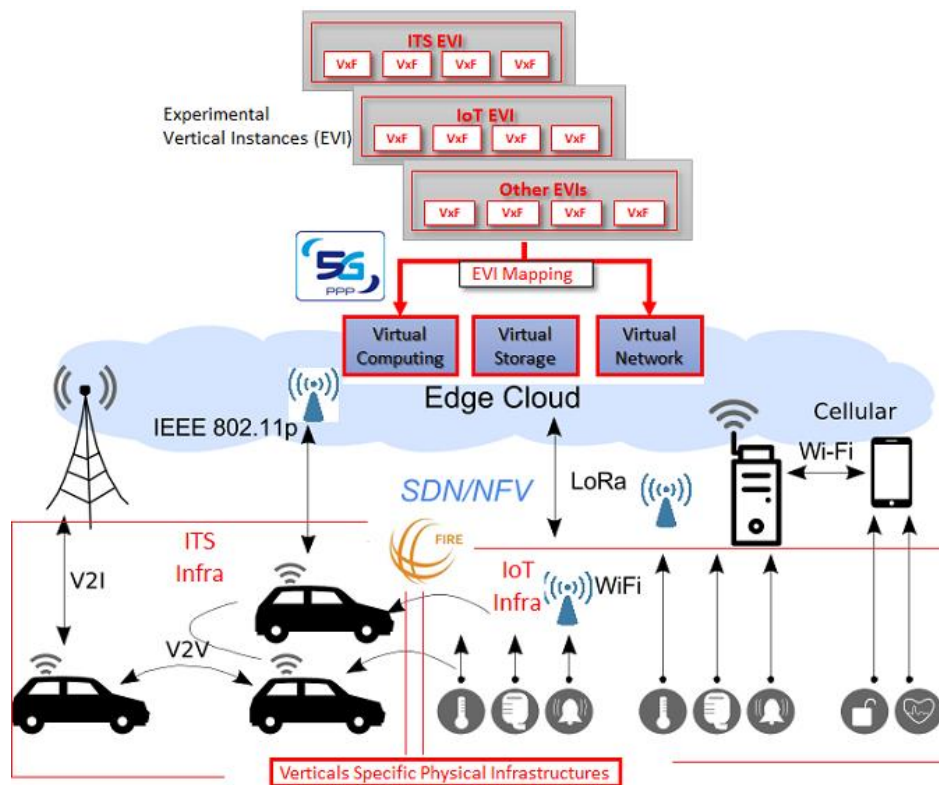 ITS EVI
VxF VxF VxF VxF
Experimental
Vertical Instances (EVI)
IoT EVI
VxF VxF VxF VxF
Other EVIs
VxF VxF VxF VxF
5G
PPP
EVI Mapping
Virtual
Computing
Virtual
Storage
Virtual
Network
Edge Cloud
IEEE 802.11p
Cellular
Wi-Fi
SDN/NFV
LoRa
ITS
Infra
FIRE
V2I
IoT
Infra
WiFi
V2V
Verticals Specific Physical Infrastructures